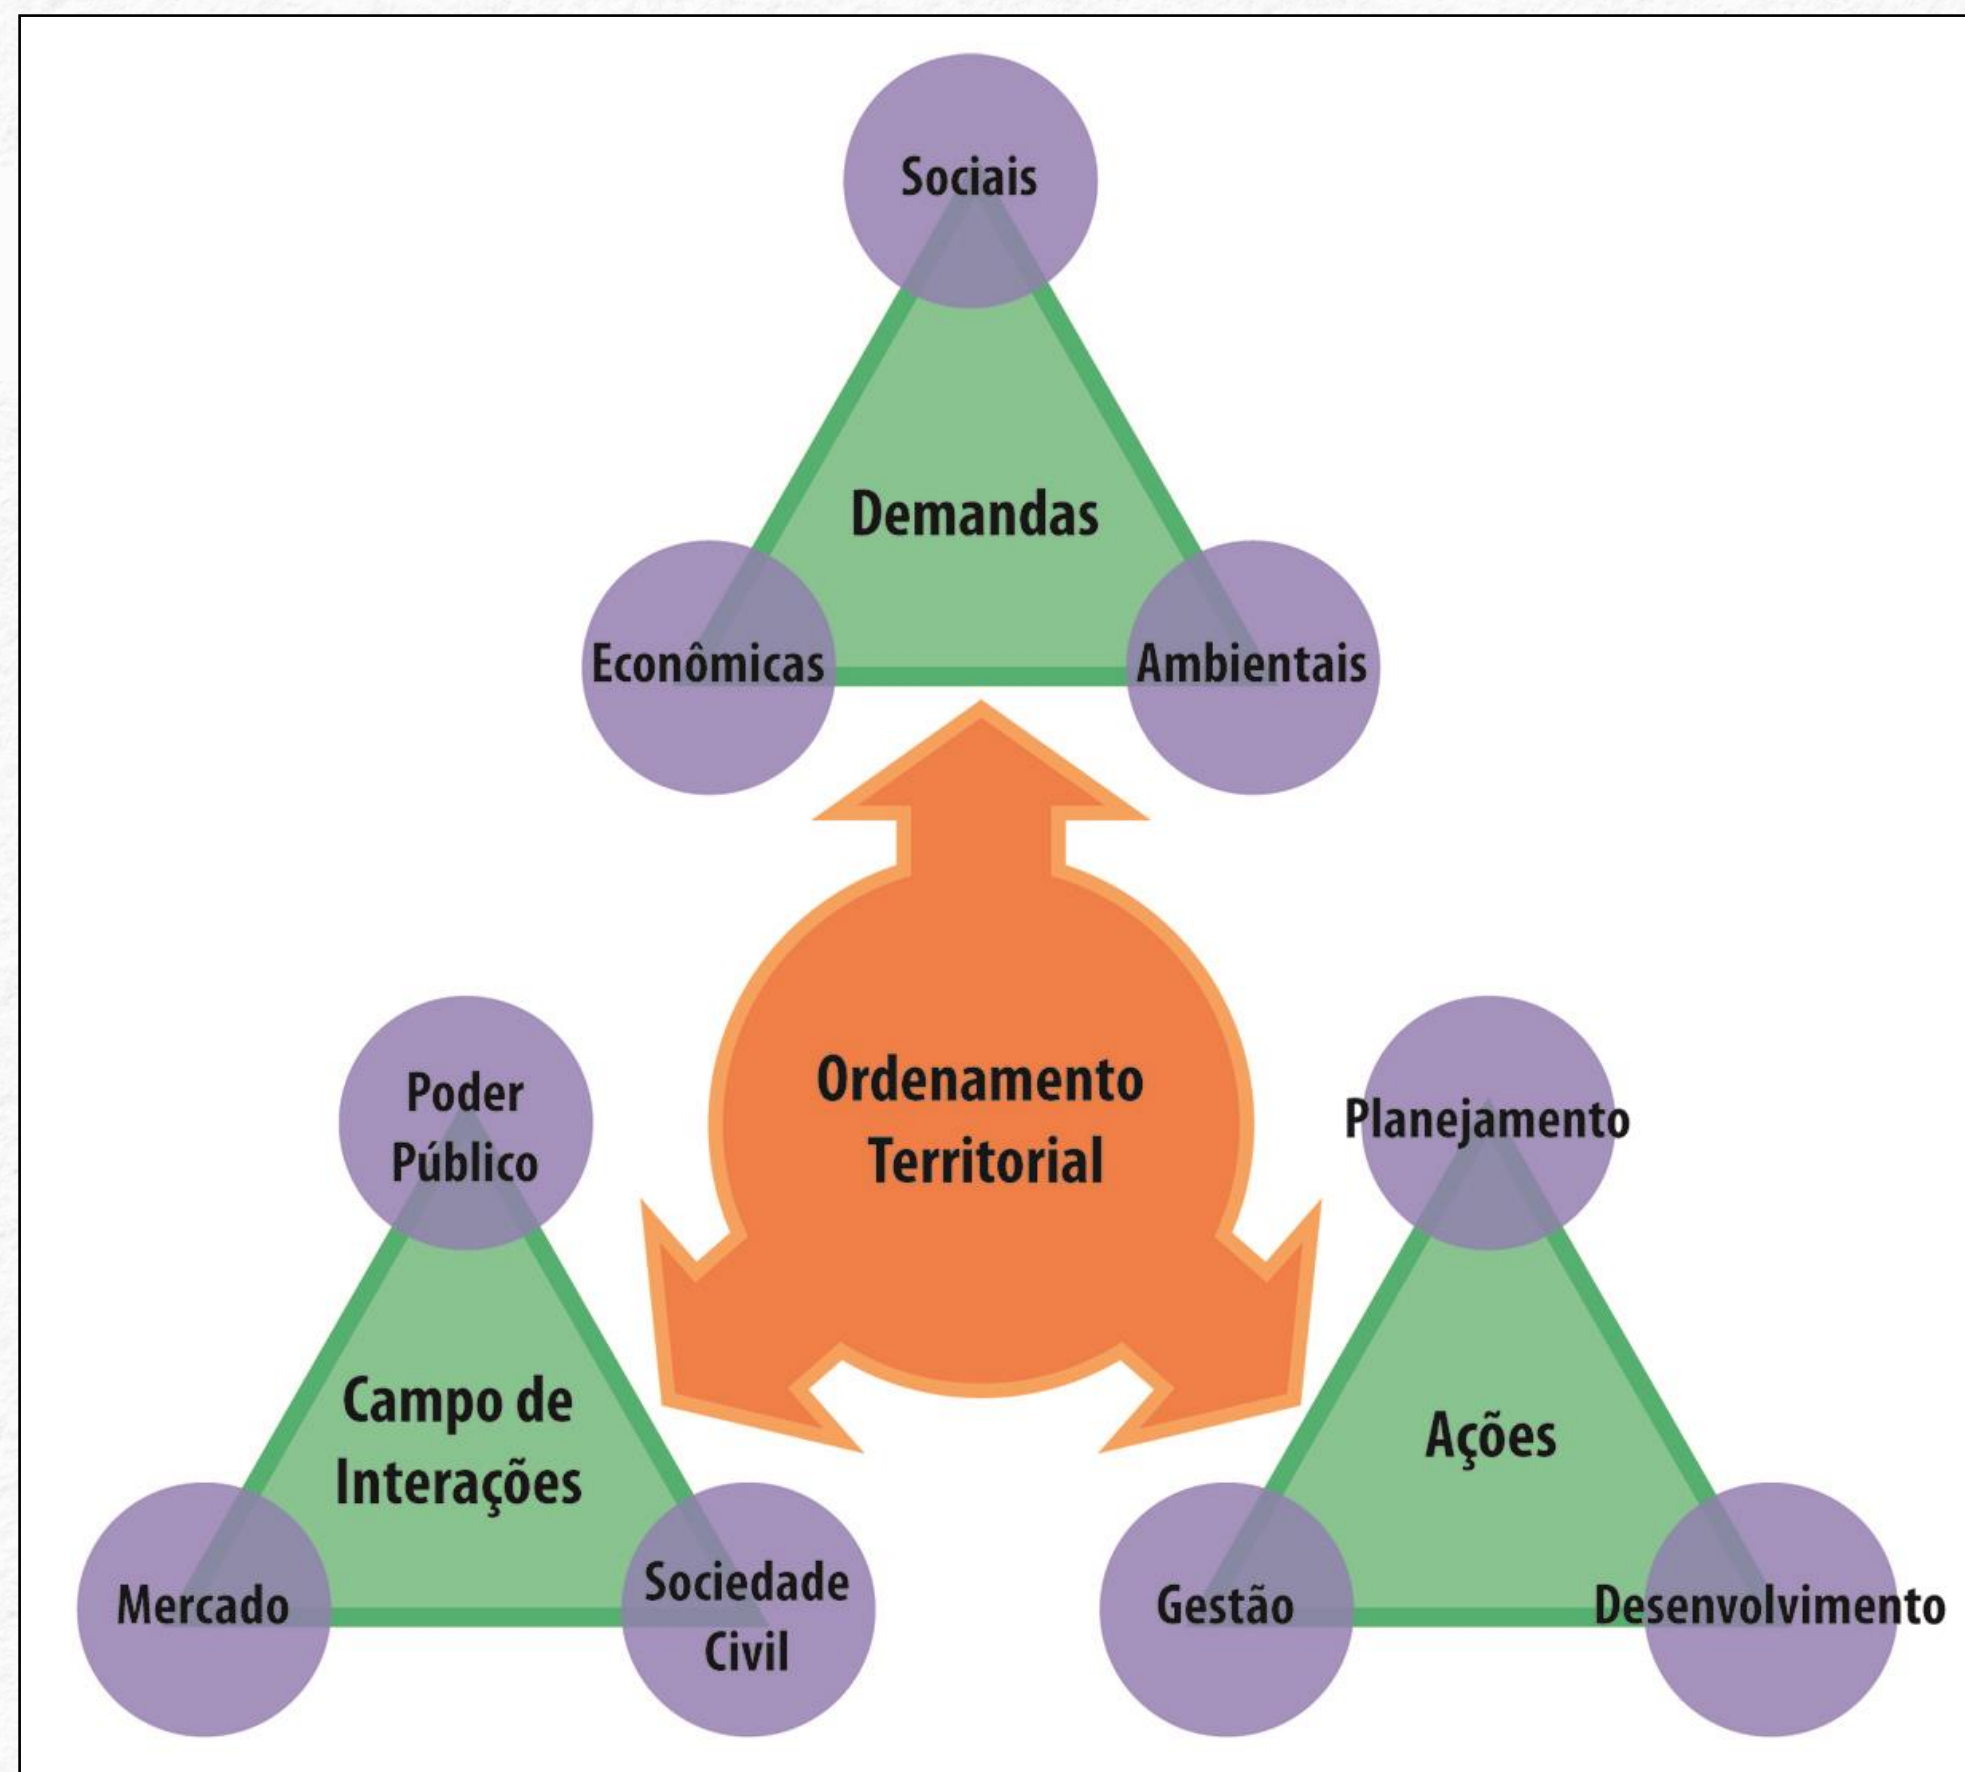 Sociais
Demandas
Econômicas
Ambientais
Ordenamento
Territorial
Poder
Público
Campo de
Interações
Mercado
Sociedade
Civil
Planejamento
Ações
Gestão
Desenvolvimento